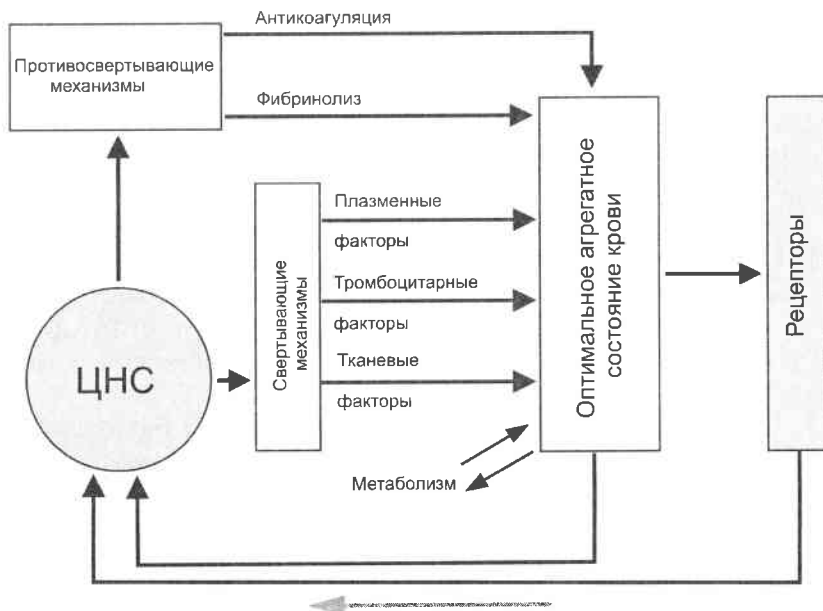 Антикоагуляция
Противосвертывающие
механизмы
Фибринолиз
Плазменные
факторы
Тромбоцитарные
факторы
Тканевые
факторы
Свертывающие
механизмы
ЦНС
Метаболизм
Оптимальное агрегатное
состояние крови
Рецепторы